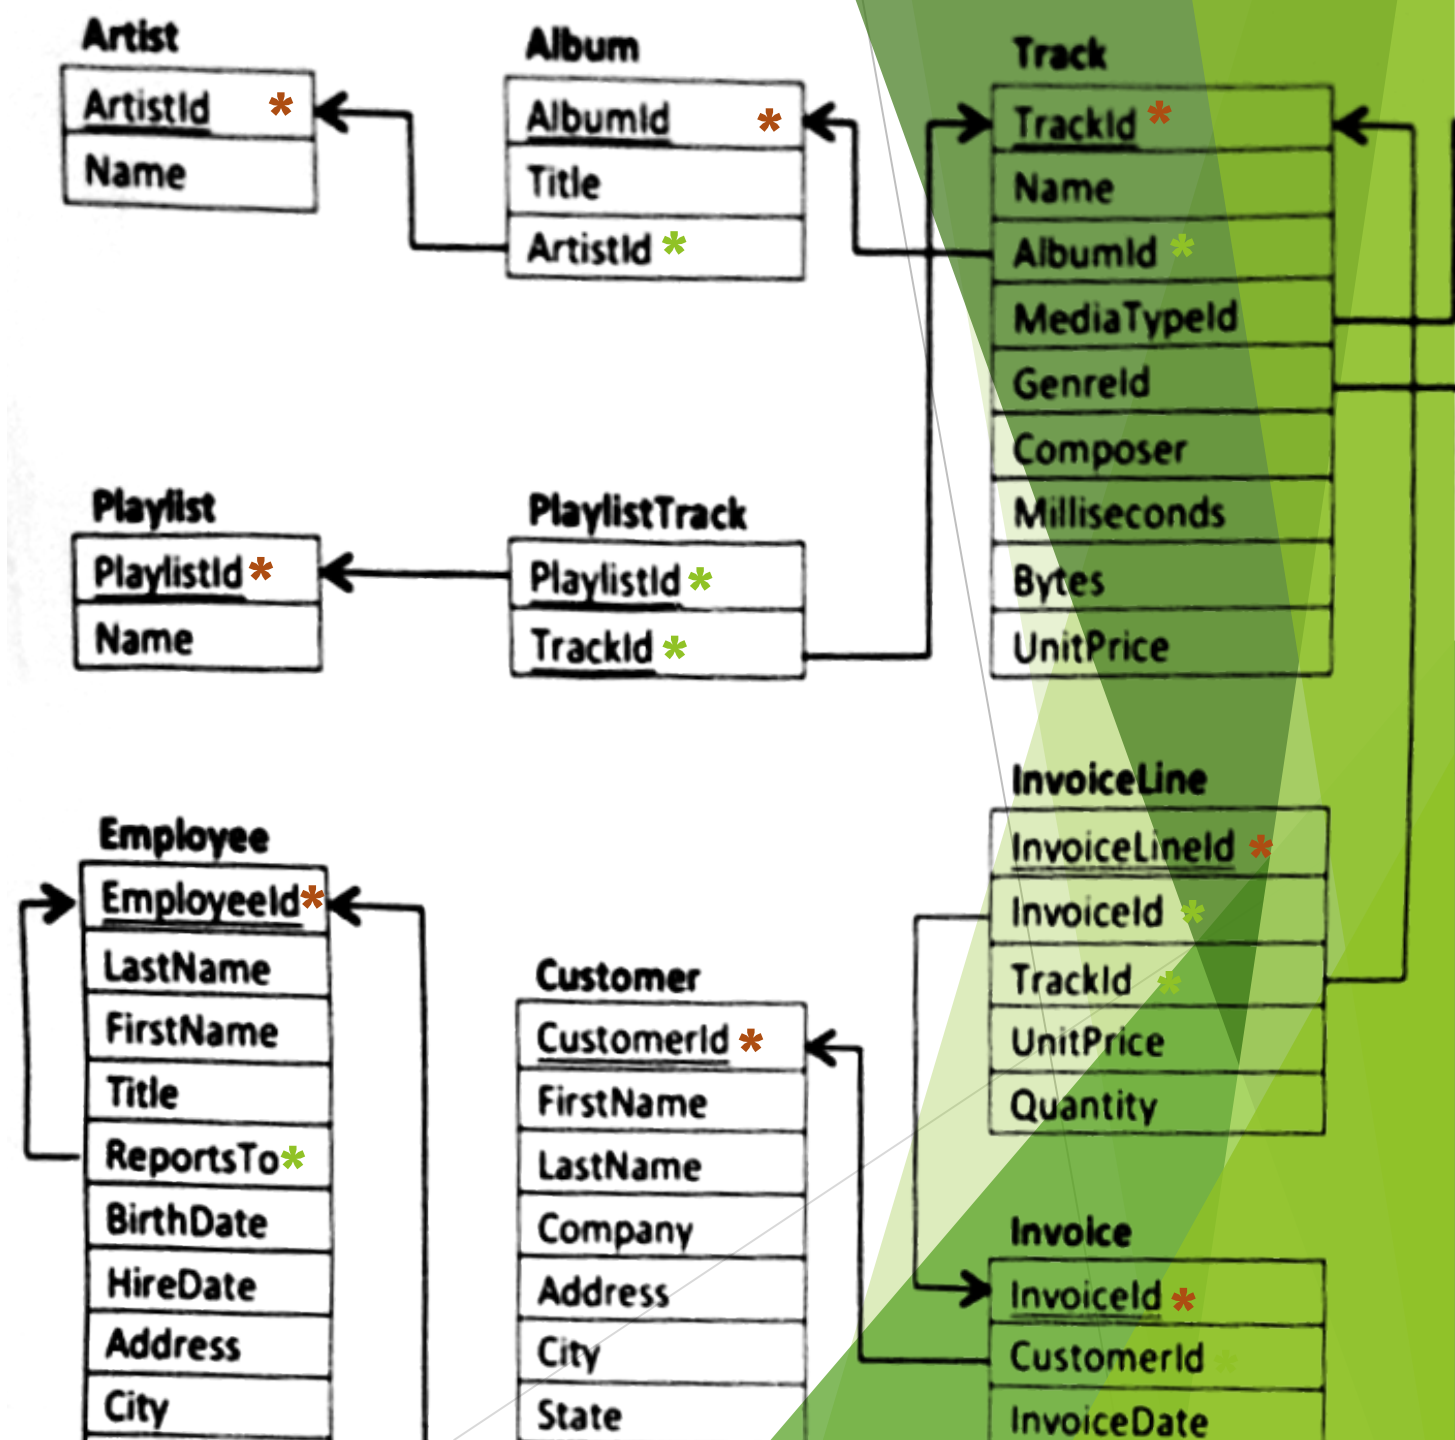 Artist
ArtistId *
Name
Album
AlbumId *
Title
ArtistId *
Track
TrackId *
Name
AlbumId *
MediaTypeId
GenreId
Composer
Milliseconds
Bytes
UnitPrice
Playlist
PlaylistId *
Name
PlaylistTrack
PlaylistId *
TrackId *
InvoiceLine
InvoiceLineId *
InvoiceId *
TrackId *
UnitPrice
Quantity
Employee
EmployeeId *
LastName
FirstName
Title
ReportsTo *
BirthDate
HireDate
Address
City
Customer
CustomerId *
FirstName
LastName
Company
Address
City
State
Invoice
InvoiceId *
CustomerId *
InvoiceDate